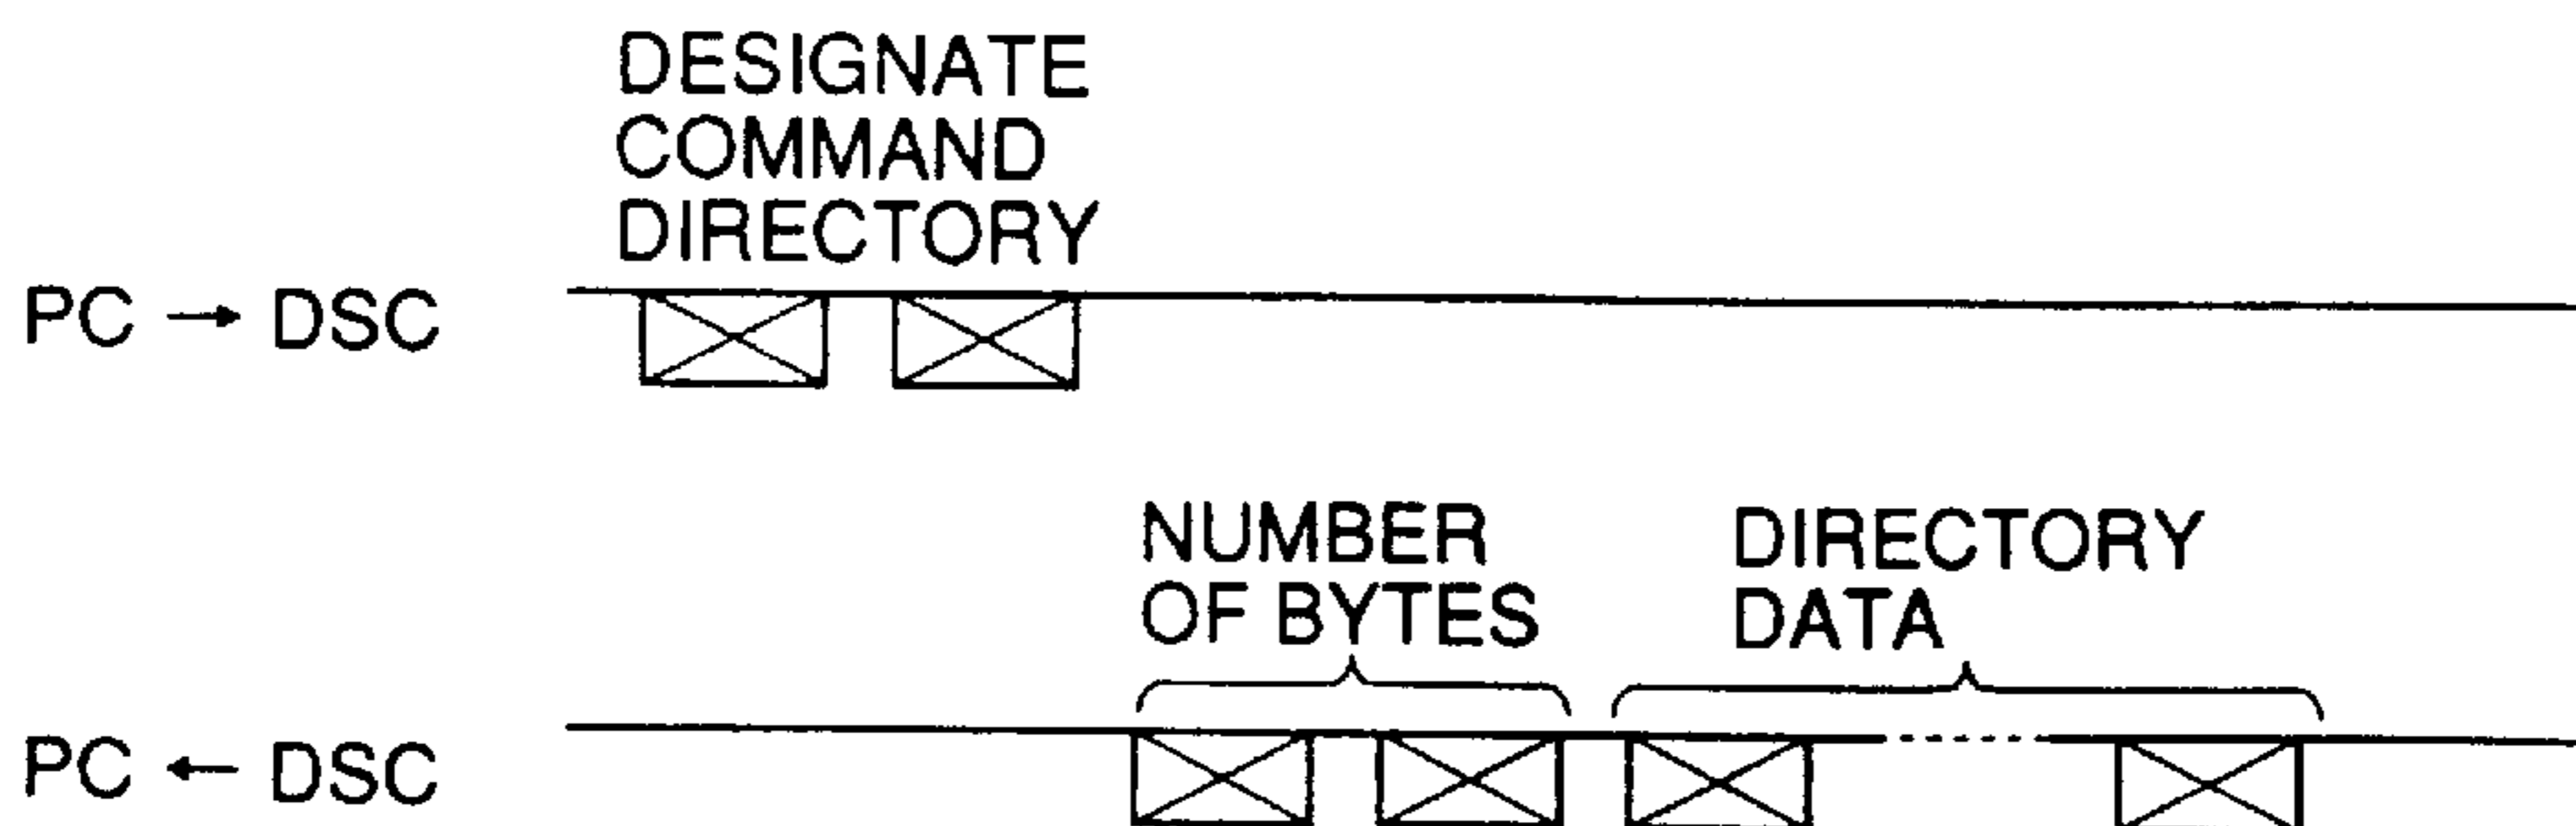 DESIGNATE
COMMAND
DIRECTORY
PC → DSC
NUMBER
OF BYTES
DIRECTORY
DATA
PC ← DSC